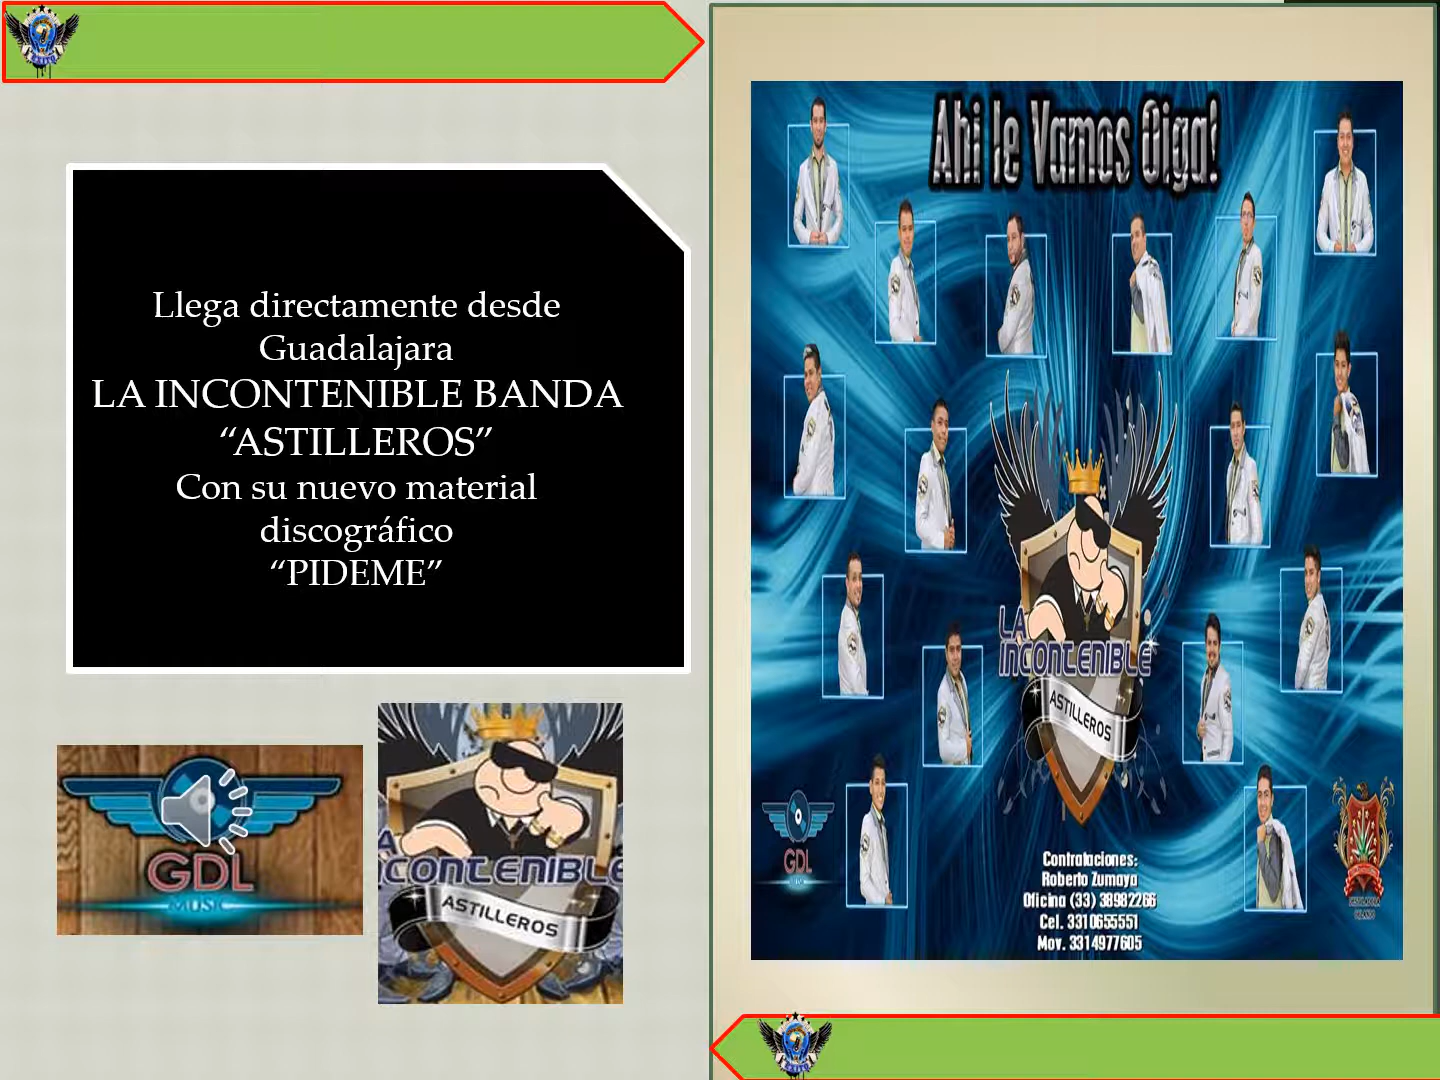 Llega directamente desde
Guadalajara
LA INCONTENIBLE BANDA
“ASTILLEROS”
Con su nuevo material
discográfico
“PIDEME”
GDL
MUSIC
CONTENIBLE
ASTILLEROS
Ahi le Vamos Oiga!
LA
INCONTENIBLE
ASTILLEROS
GDL
Contrataciones:
Roberto Zumaya
Oficina (33) 38982266
Cel. 3310655551
Mov. 3314977605